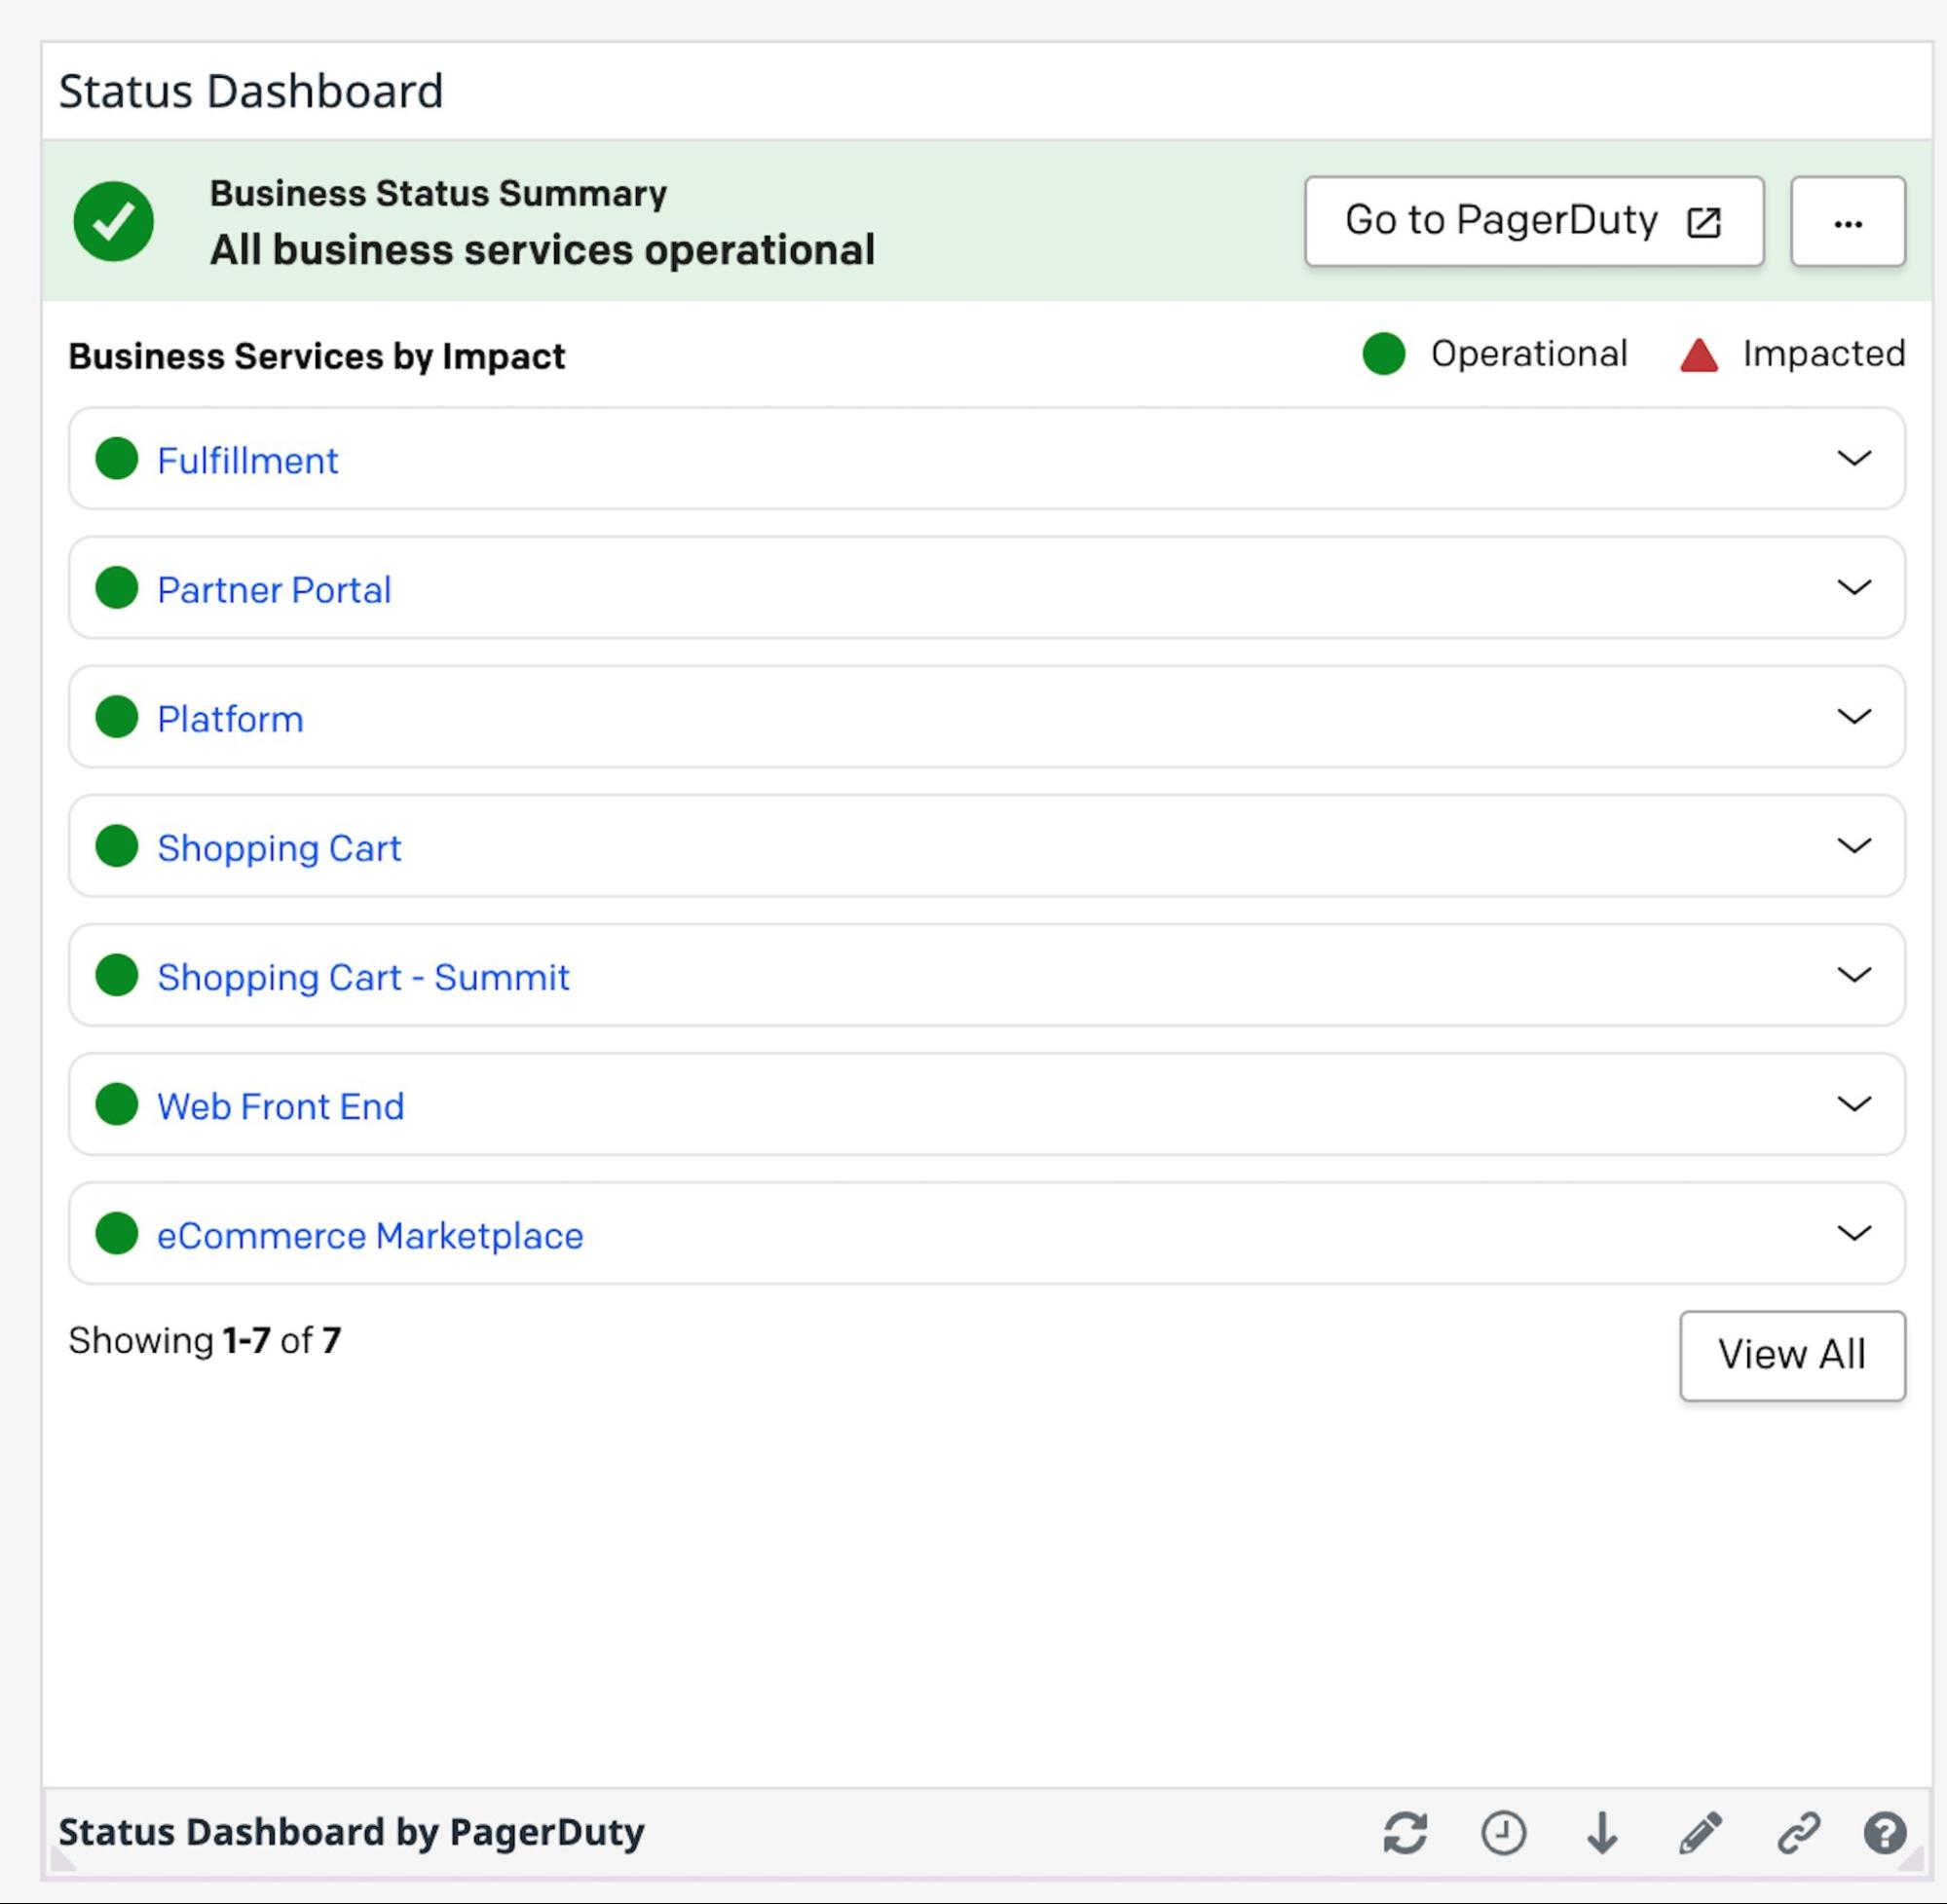 Status Dashboard
Business Status Summary
All business services operational
Go to PagerDuty
...
Business Services by Impact
Operational
Impacted
Fulfillment
Partner Portal
Platform
Shopping Cart
Shopping Cart - Summit
Web Front End
eCommerce Marketplace
Showing 1-7 of 7
View All
Status Dashboard by PagerDuty